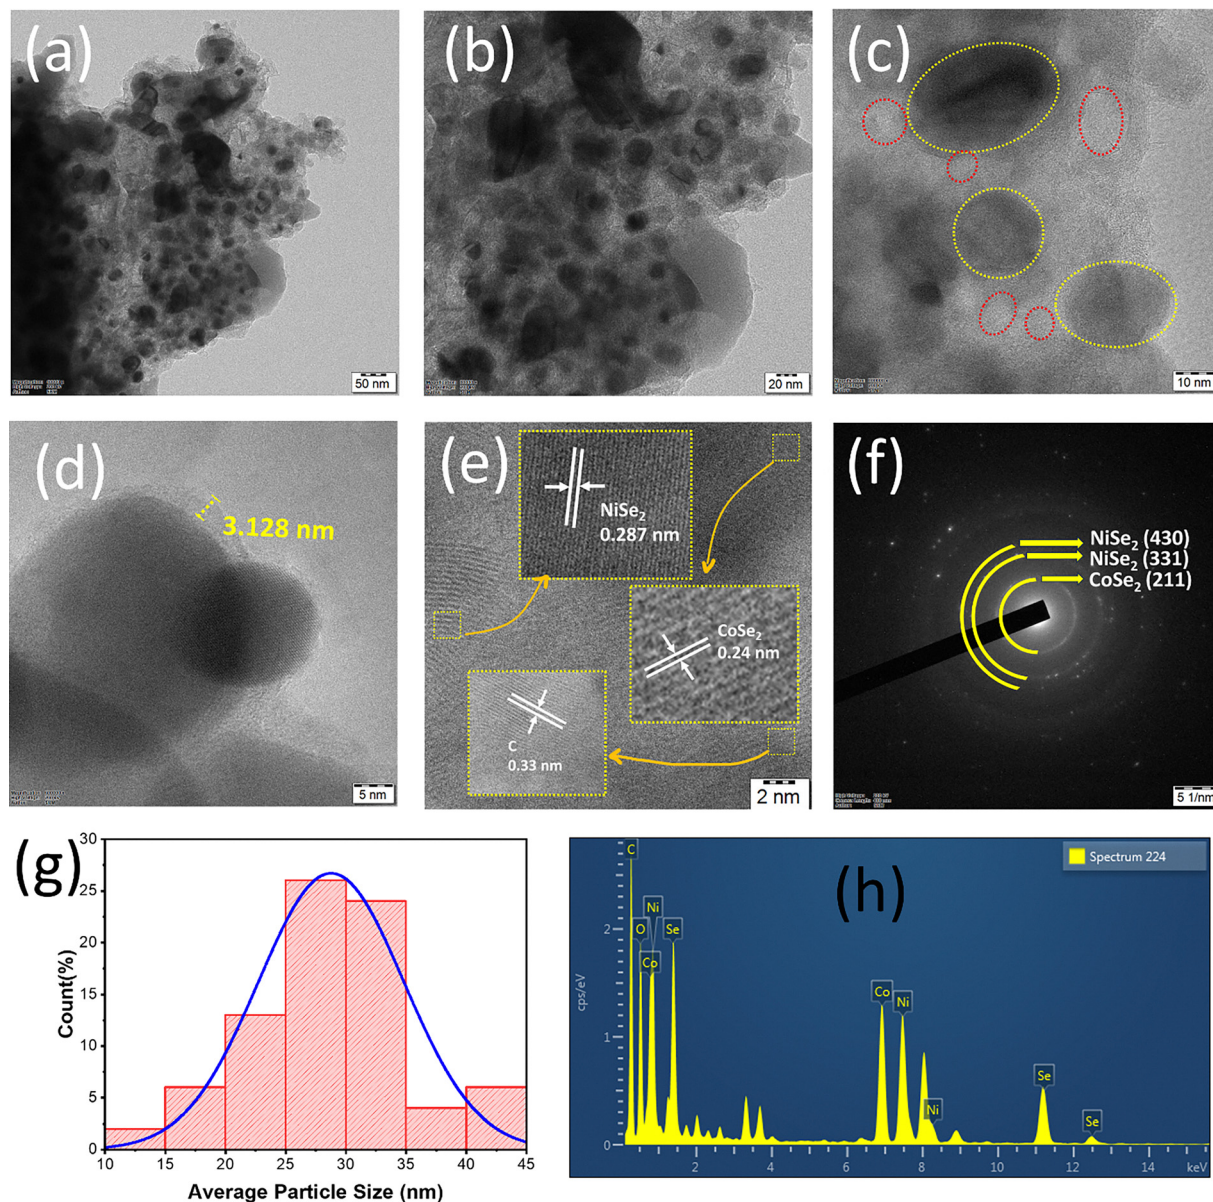 (a)
50 nm
(b)
20 nm
(c)
10 nm
(d)
3.128 nm
5 nm
(e)
NiSe2
0.287 nm
CoSe2
0.24 nm
C
0.33 nm
2 nm
(f)
NiSe2 (430)
NiSe2 (331)
CoSe2 (211)
5 1/nm
(g)
30
25
20
15
10
5
0
10 15 20 25 30 35 40 45
Count(%)
Average Particle Size (nm)
(h)
Spectrum 224
C
O
Ni
Co
Se
Co
Ni
Ni
Se
Se
cps/eV
2
1
0
2 4 6 8 10 12 14 keV